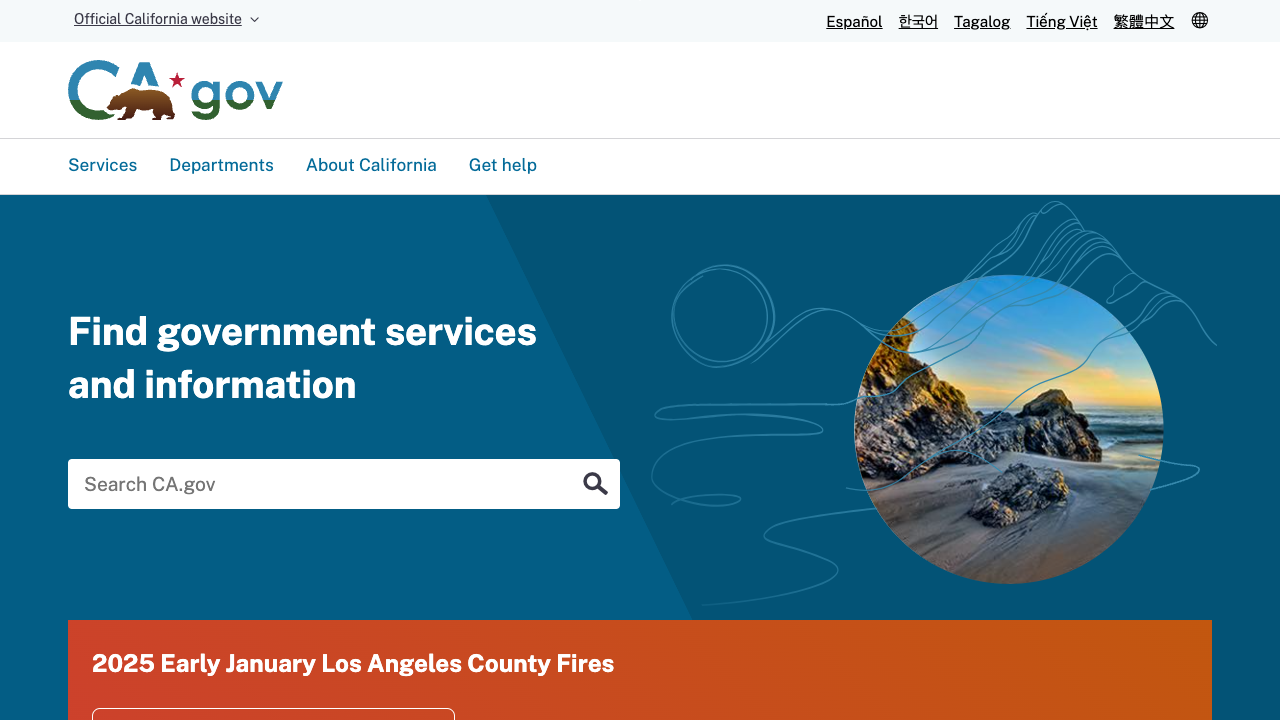 Official California website
Español 한국어 Tagalog Tiếng Việt 繁體中文
CA gov
Services Departments About California Get help
Find government services
and information
Search CA.gov
2025 Early January Los Angeles County Fires